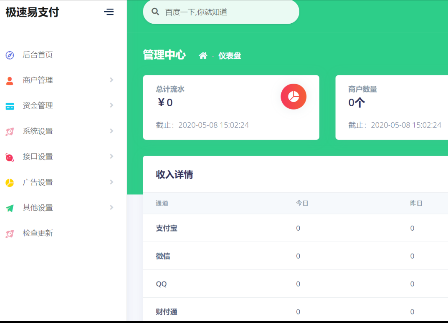 极速易支付
百度一下,你就知道
管理中心
仪表盘
后台首页
商户管理
资金管理
系统设置
接口设置
广告设置
其他设置
检查更新
总计流水
￥0
截止：2020-05-08 15:02:24
商户数量
0个
截止：2020-05-08 15:02:24
收入详情
通道 今日 昨日
支付宝 0 0
微信 0 0
QQ 0 0
财付通 0 0